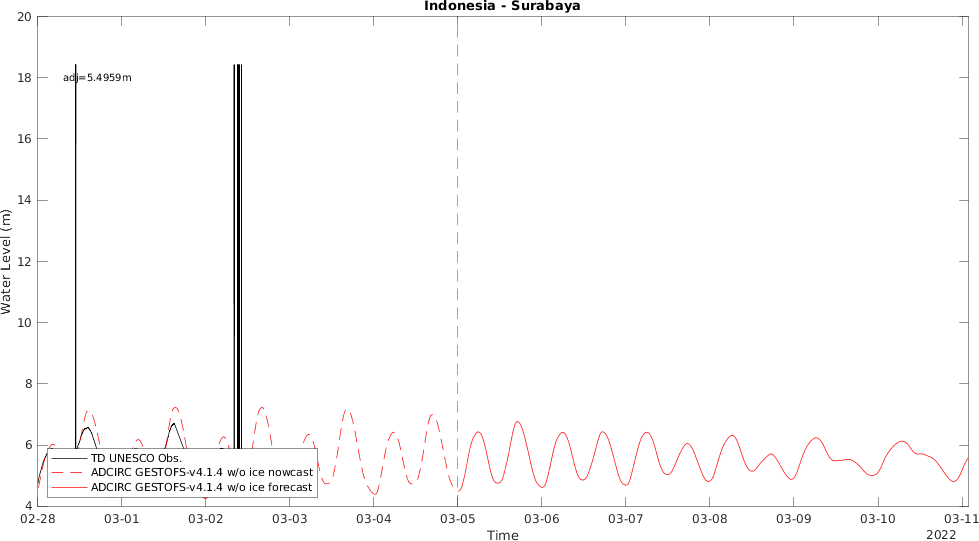 Indonesia - Surabaya
20
18
16
14
12
10
8
6
4
Water Level (m)
adj=5.4959m
TD UNESCO Obs.
ADCIRC GESTOFS-v4.1.4 w/o ice nowcast
ADCIRC GESTOFS-v4.1.4 w/o ice forecast
02-28 03-01 03-02 03-03 03-04 03-05 03-06 03-07 03-08 03-09 03-10 03-11
Time
2022